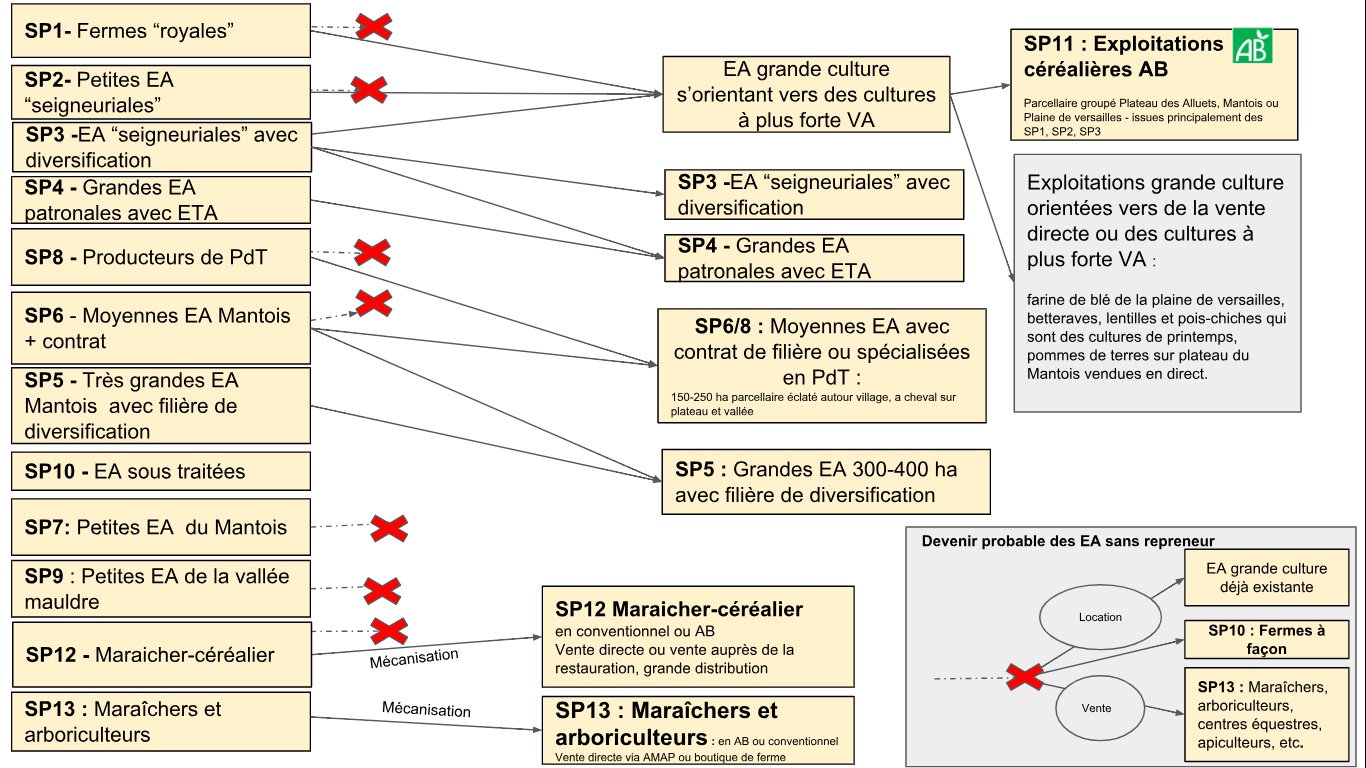 SP1- Fermes “royales”
SP2- Petites EA
“seigneuriales”
SP3 -EA “seigneuriales” avec
diversification
SP4 - Grandes EA
patronales avec ETA
SP8 - Producteurs de PdT
SP6 - Moyennes EA Mantois
+ contrat
SP5 - Très grandes EA
Mantois avec filière de
diversification
SP10 - EA sous traitées
SP7: Petites EA du Mantois
SP9 : Petites EA de la vallée
mauldre
SP12 - Maraicher-céréalier
SP13 : Maraîchers et
arboriculteurs
Mécanisation
Mécanisation
EA grande culture
s’orientant vers des cultures
à plus forte VA
SP3 -EA “seigneuriales” avec
diversification
SP4 - Grandes EA
patronales avec ETA
SP6/8 : Moyennes EA avec
contrat de filière ou spécialisées
en PdT :
150-250 ha parcellaire éclaté autour village, a cheval sur
plateau et vallée
SP5 : Grandes EA 300-400 ha
avec filière de diversification
SP12 Maraicher-céréalier
en conventionnel ou AB
Vente directe ou vente auprès de la
restauration, grande distribution
SP13 : Maraîchers et
arboriculteurs : en AB ou conventionnel
Vente directe via AMAP ou boutique de ferme
SP11 : Exploitations
céréalières AB
AB
Parcellaire groupé Plateau des Alluets, Mantois ou
Plaine de versailles - issues principalement des
SP1, SP2, SP3
Exploitations grande culture
orientées vers de la vente
directe ou des cultures à
plus forte VA :
farine de blé de la plaine de versailles,
betteraves, lentilles et pois-chiches qui
sont des cultures de printemps,
pommes de terres sur plateau du
Mantois vendues en direct.
Devenir probable des EA sans repreneur
Location
Vente
EA grande culture
déjà existante
SP10 : Fermes à
façon
SP13 : Maraîchers,
arboriculteurs,
centres équestres,
apiculteurs, etc.